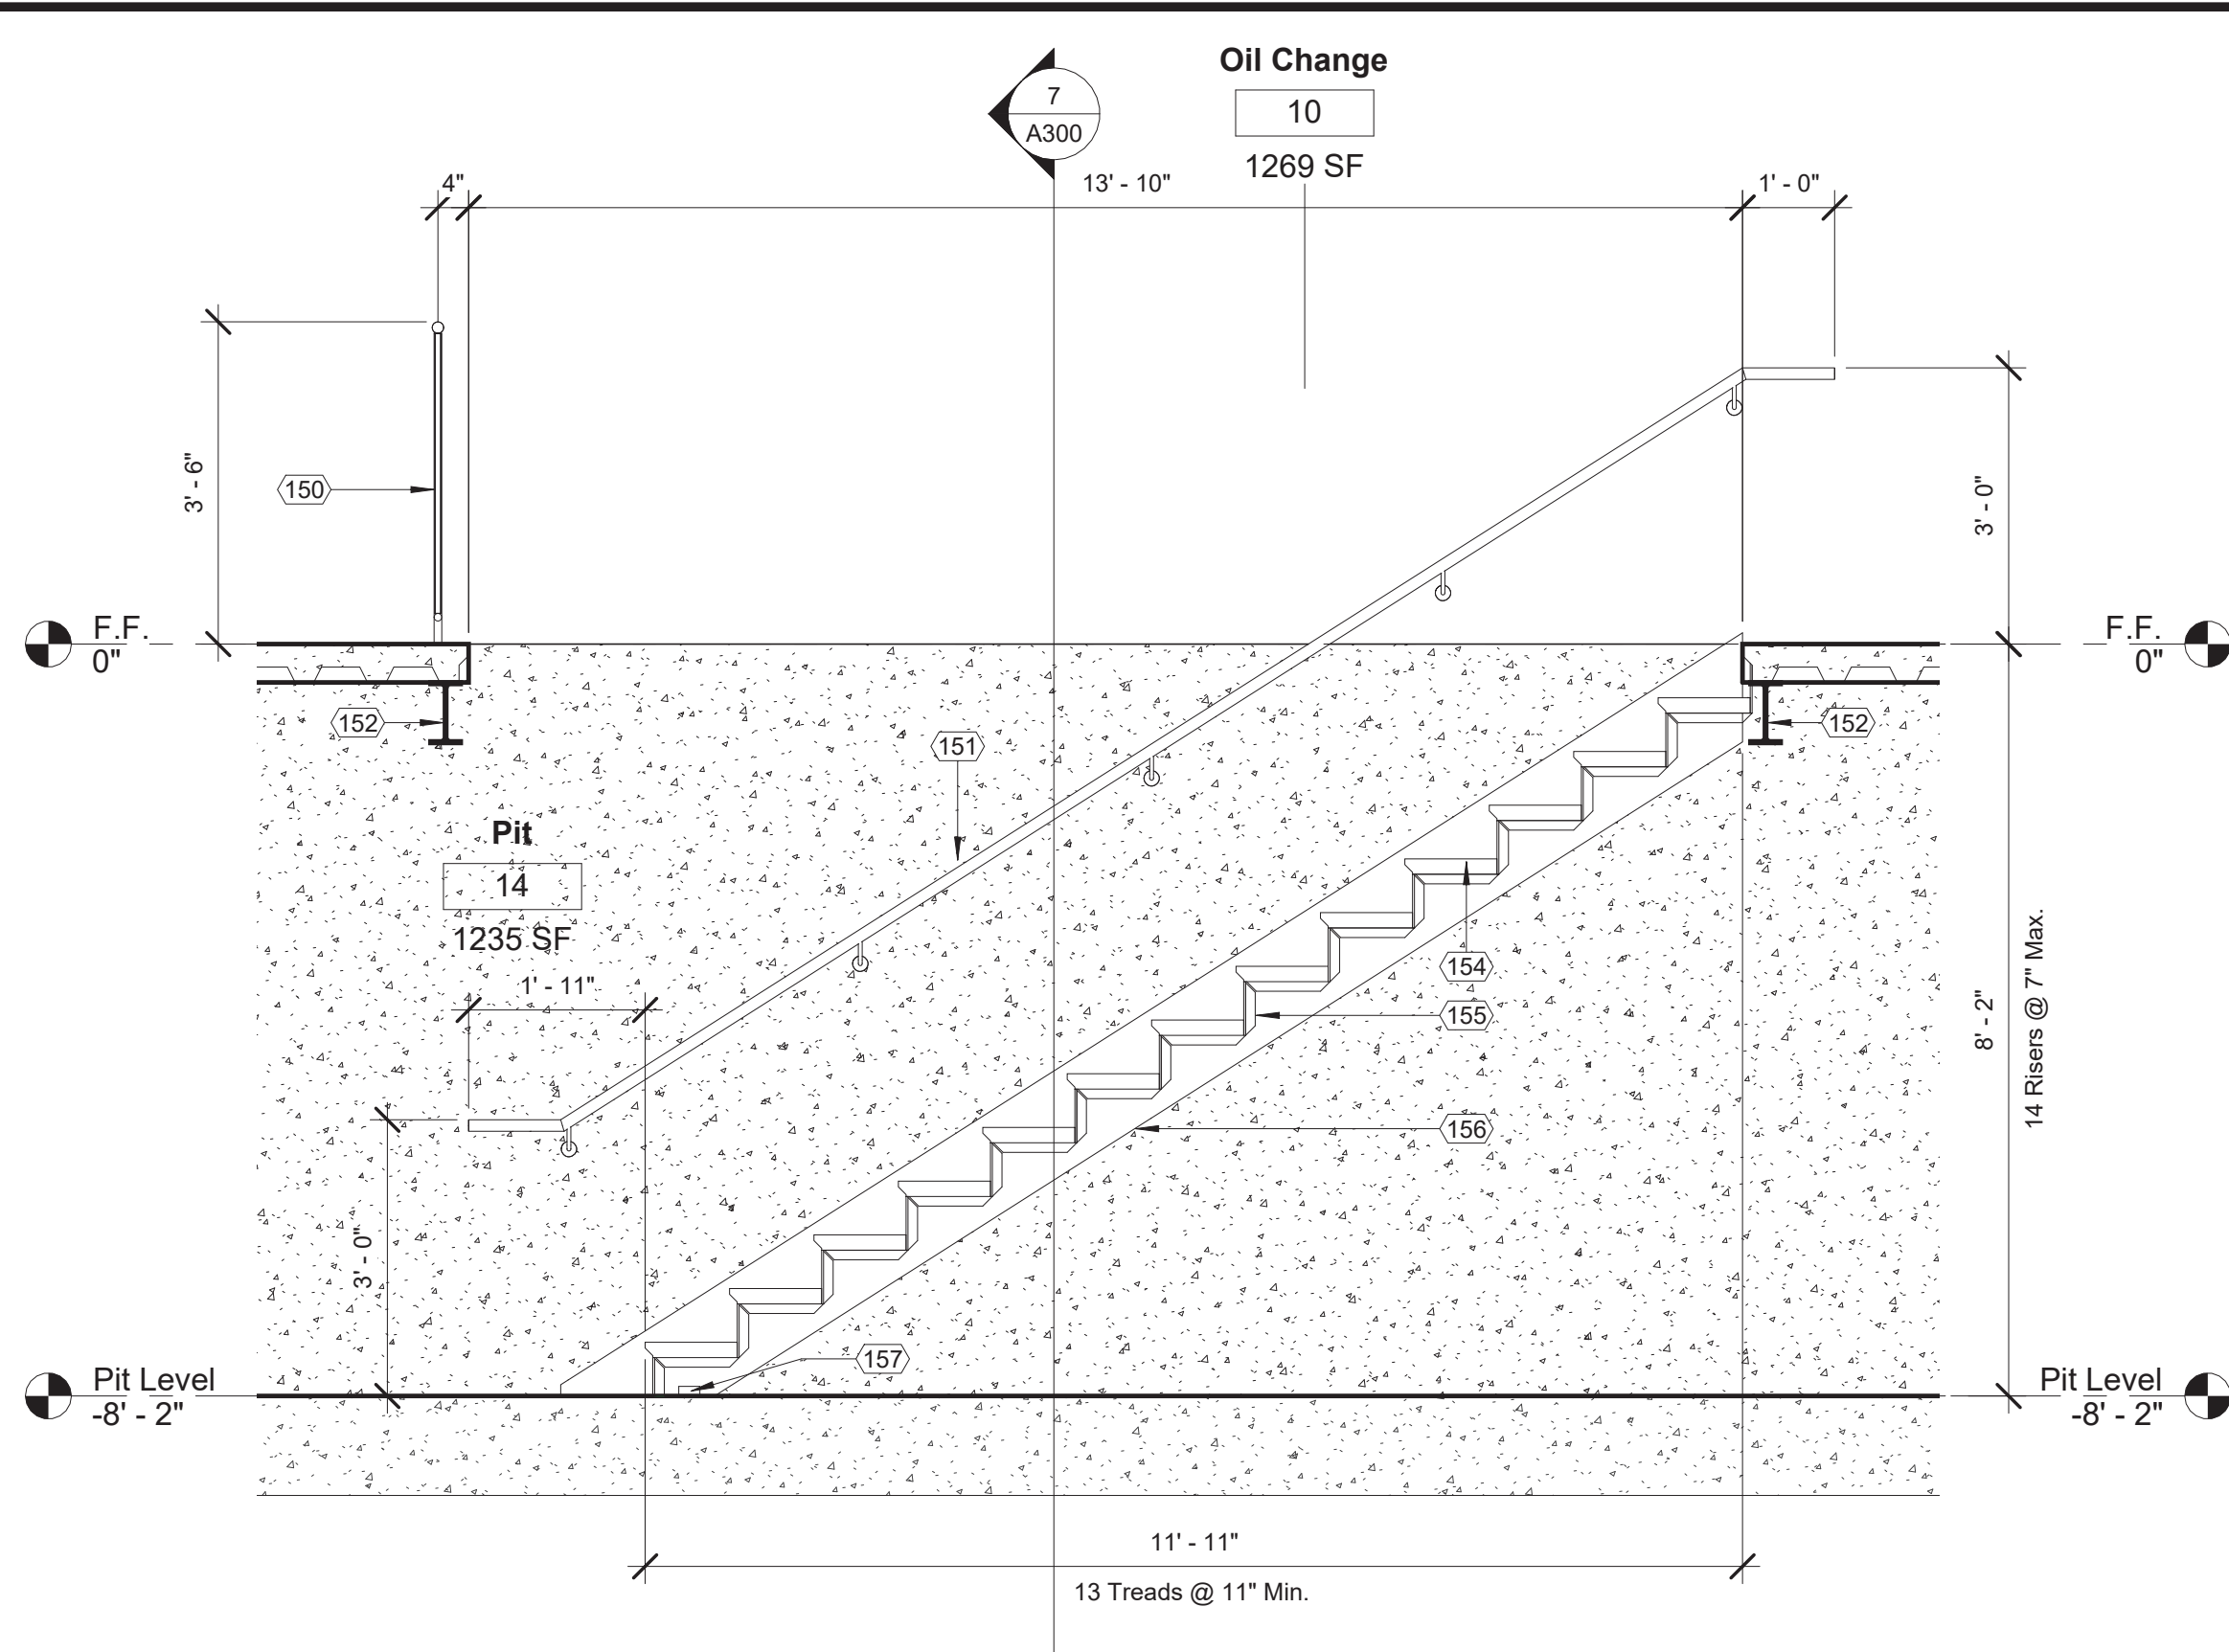 Oil Change
7
10
A300
1269 SF
4"
13' - 10"
1' - 0"
3' - 6"
150
3' - 0"
F.F.
0"
F.F.
0"
152
151
152
Pit
14
1235 SF
154
1' - 11"
155
8' - 2"
14 Risers @ 7" Max.
156
3' - 0"
157
Pit Level
-8' - 2"
Pit Level
-8' - 2"
11' - 11"
13 Treads @ 11" Min.